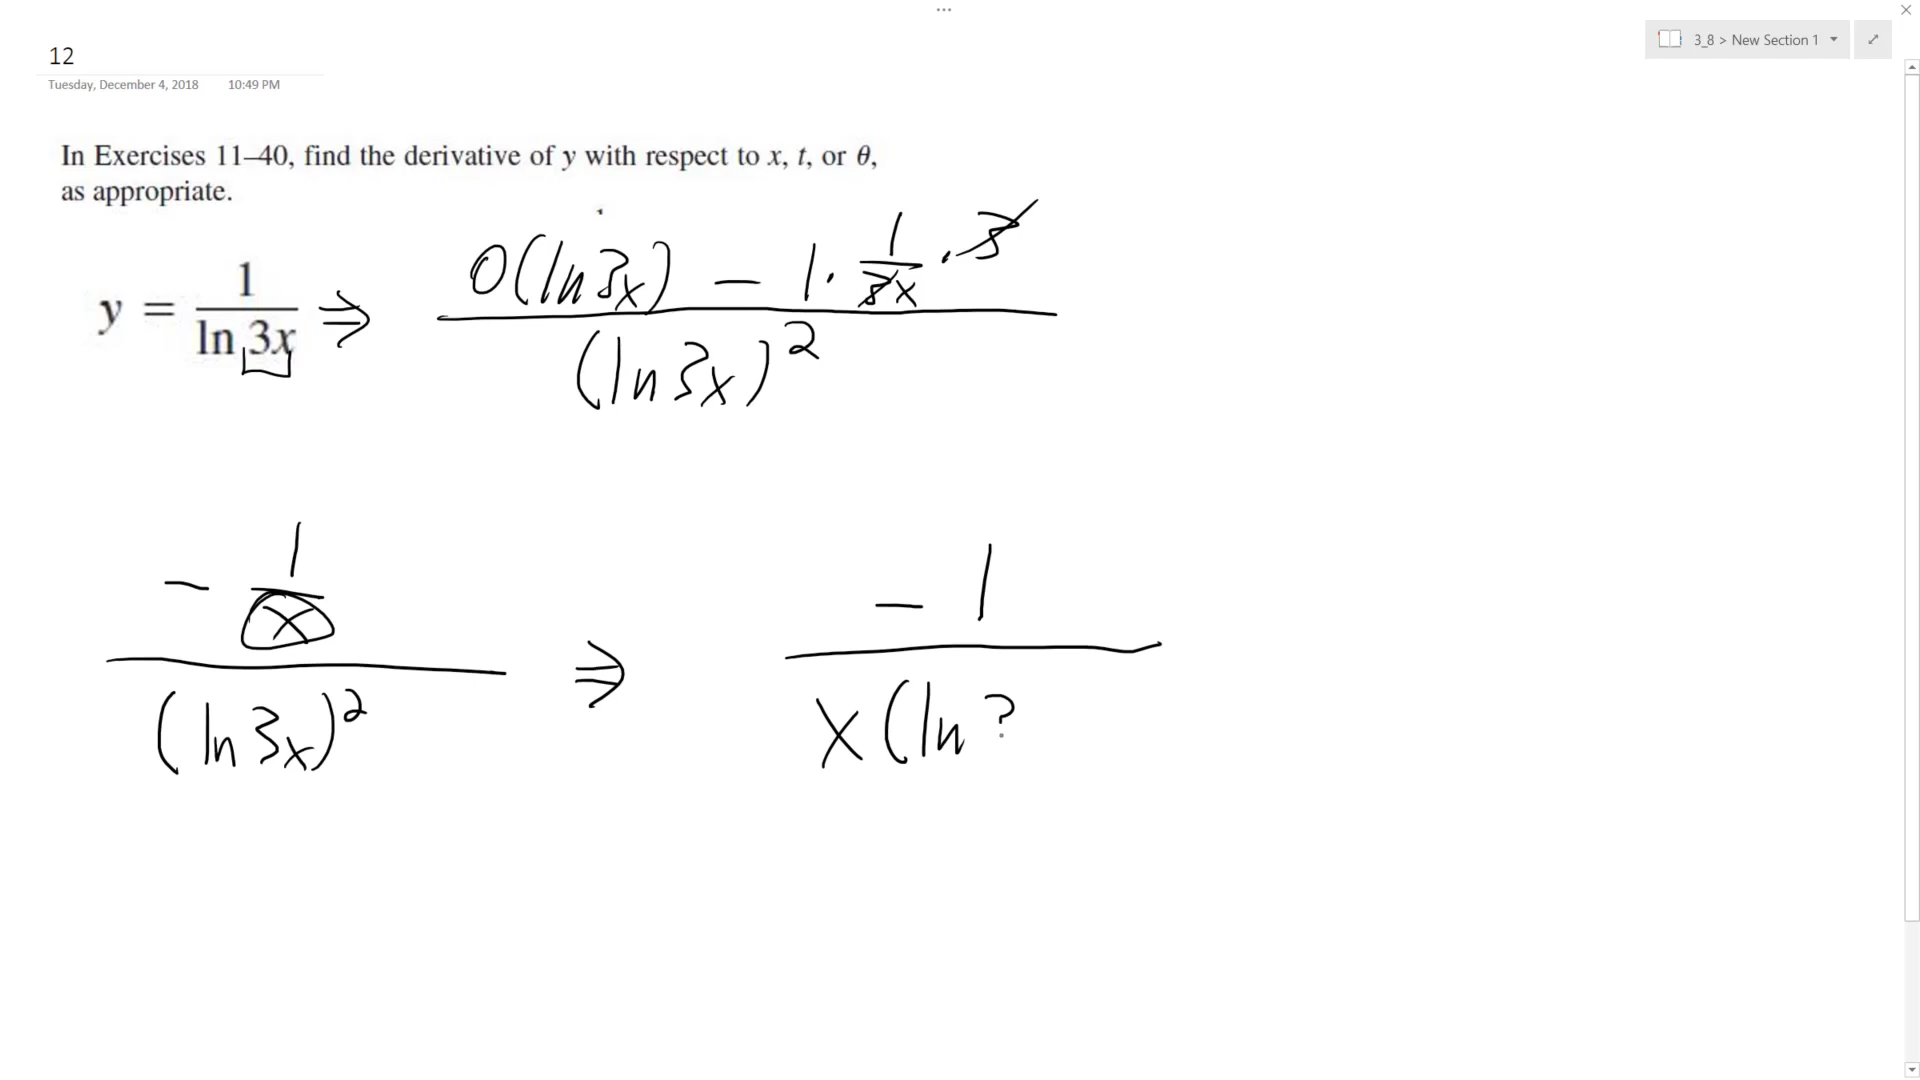 12
Tuesday, December 4, 2018 10:49 PM
3_8 > New Section 1
In Exercises 11–40, find the derivative of y with respect to x, t, or θ,
as appropriate.
y = 1/(ln 3x) ⇒ (0(ln 3x) − 1 · 1/(3x) · 3)/(ln 3x)²
(− 1/x)/(ln 3x)² ⇒ − 1/(x(ln